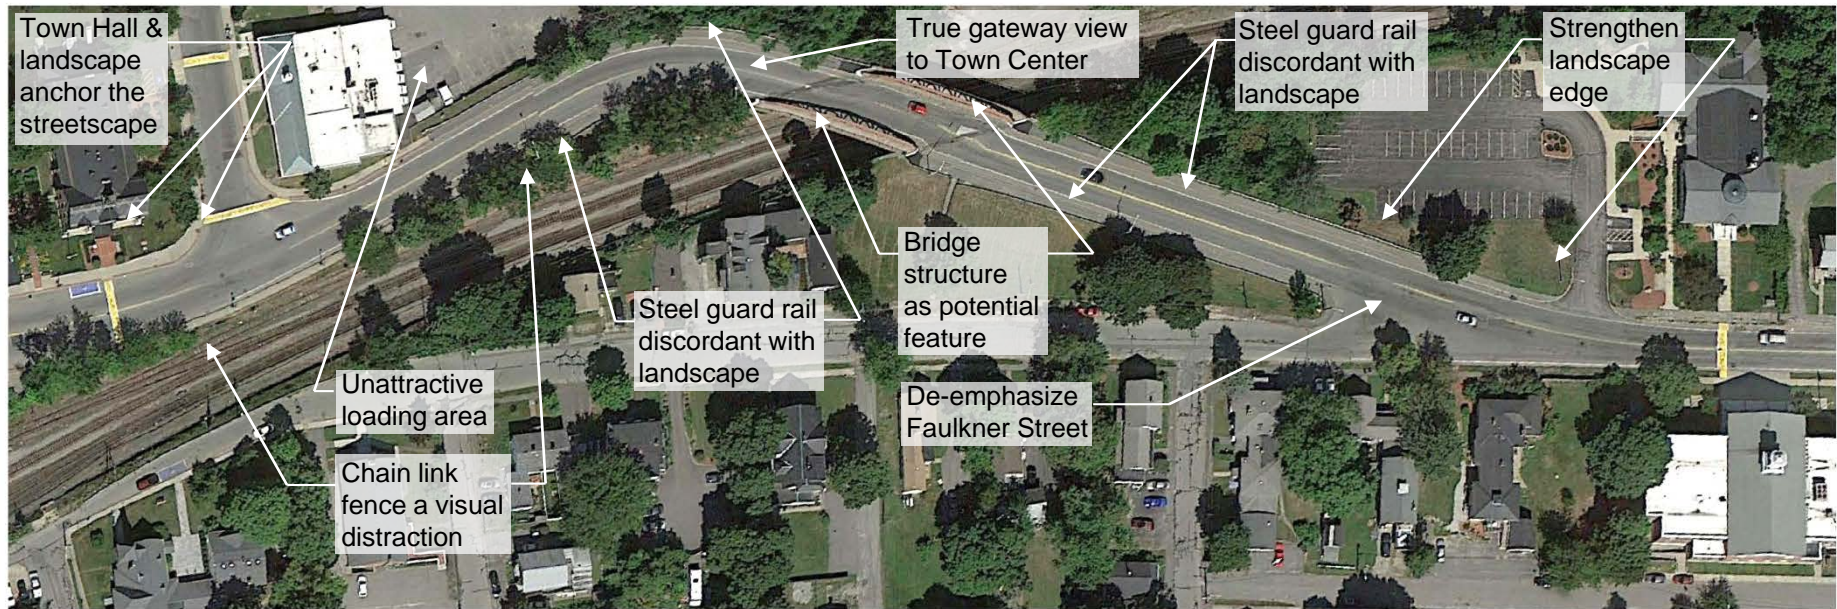 Town Hall &
landscape
anchor the
streetscape
True gateway view
to Town Center
Steel guard rail
discordant with
landscape
Strengthen
landscape
edge
Bridge
structure
as potential
feature
Steel guard rail
discordant with
landscape
Unattractive
loading area
De-emphasize
Faulkner Street
Chain link
fence a visual
distraction